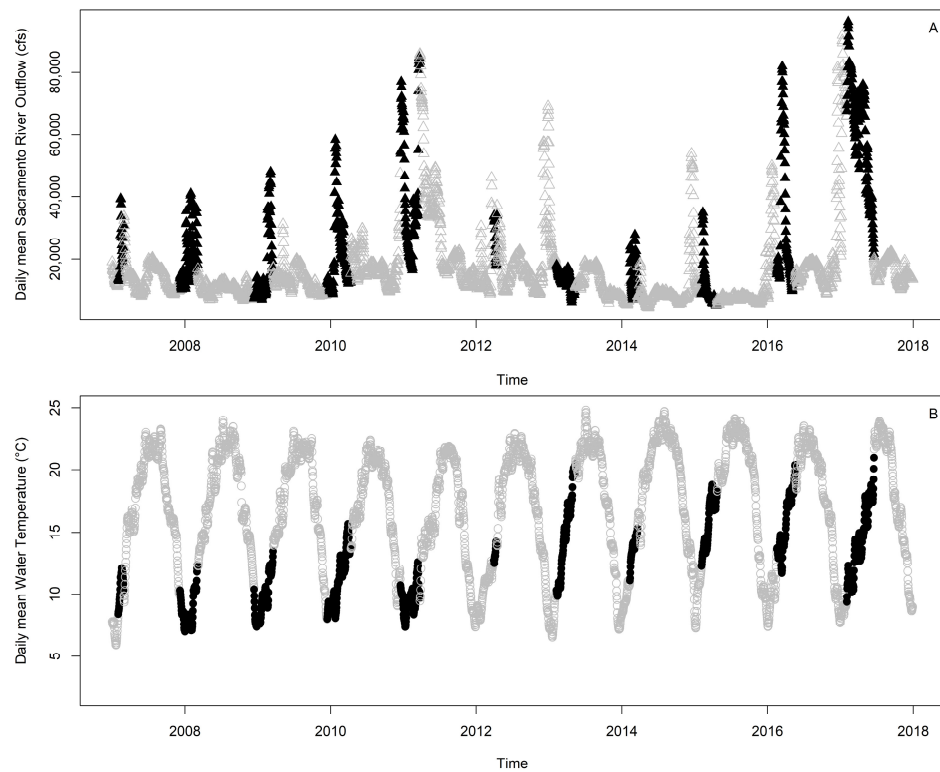 A
Daily mean Sacramento River Outflow (cfs)
80,000
60,000
40,000
20,000
2008 2010 2012 2014 2016 2018
Time
B
Daily mean Water Temperature (°C)
25
20
15
10
5
2008 2010 2012 2014 2016 2018
Time